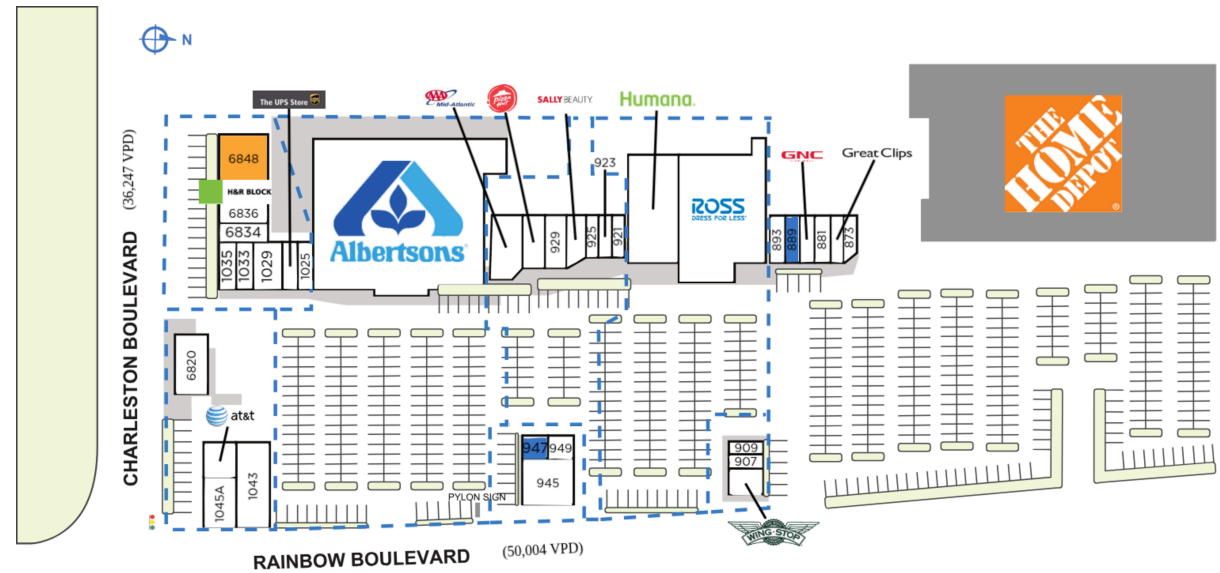 N
The UPS Store
ups
AAA
Mid-Atlantic
Pizza Hut
SALLY BEAUTY
Humana.
GNC
Great Clips
THE HOME DEPOT
®
CHARLESTON BOULEVARD (36,247 VPD)
6848
H&R BLOCK
6836
6834
1035
1033
1029
1025
Albertsons®
929
925
923
921
ROSS
DRESS FOR LESS®
893
889
881
873
6820
at&t
1045A
1043
947
949
945
PYLON SIGN
909
907
WING·STOP
RAINBOW BOULEVARD (50,004 VPD)